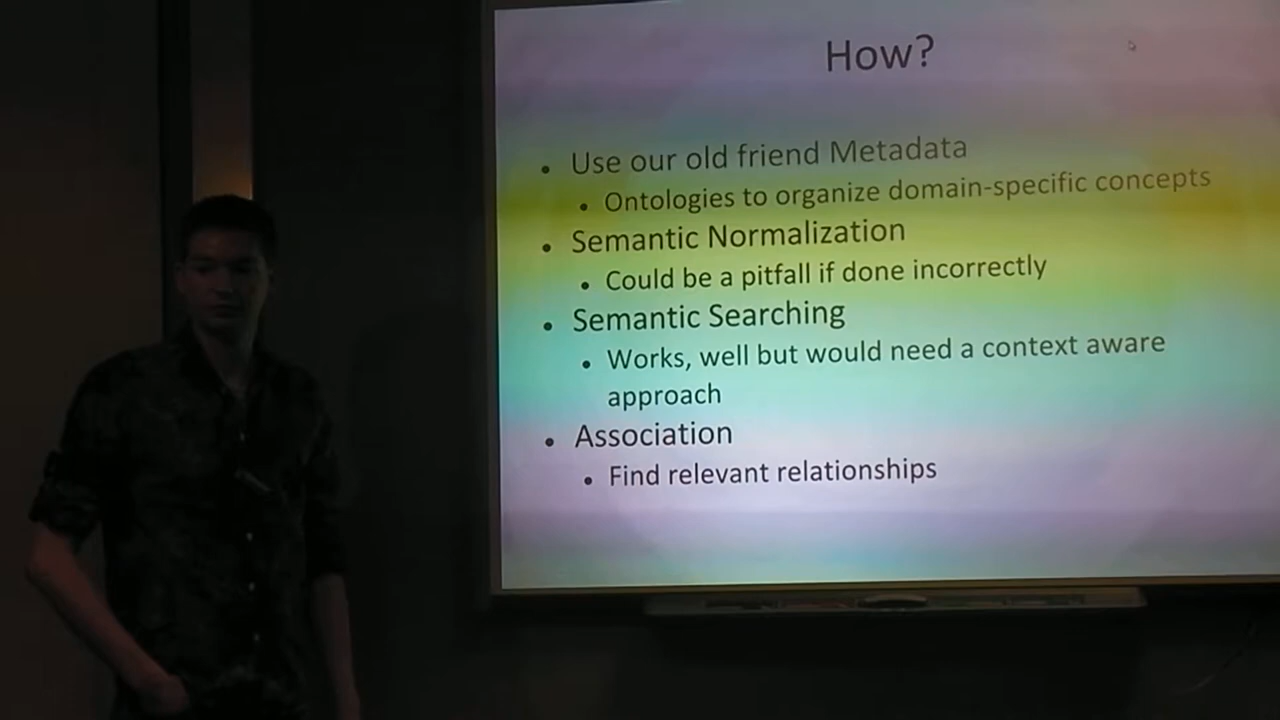 How?
• Use our old friend Metadata
• Ontologies to organize domain-specific concepts
• Semantic Normalization
• Could be a pitfall if done incorrectly
• Semantic Searching
• Works, well but would need a context aware
approach
• Association
• Find relevant relationships